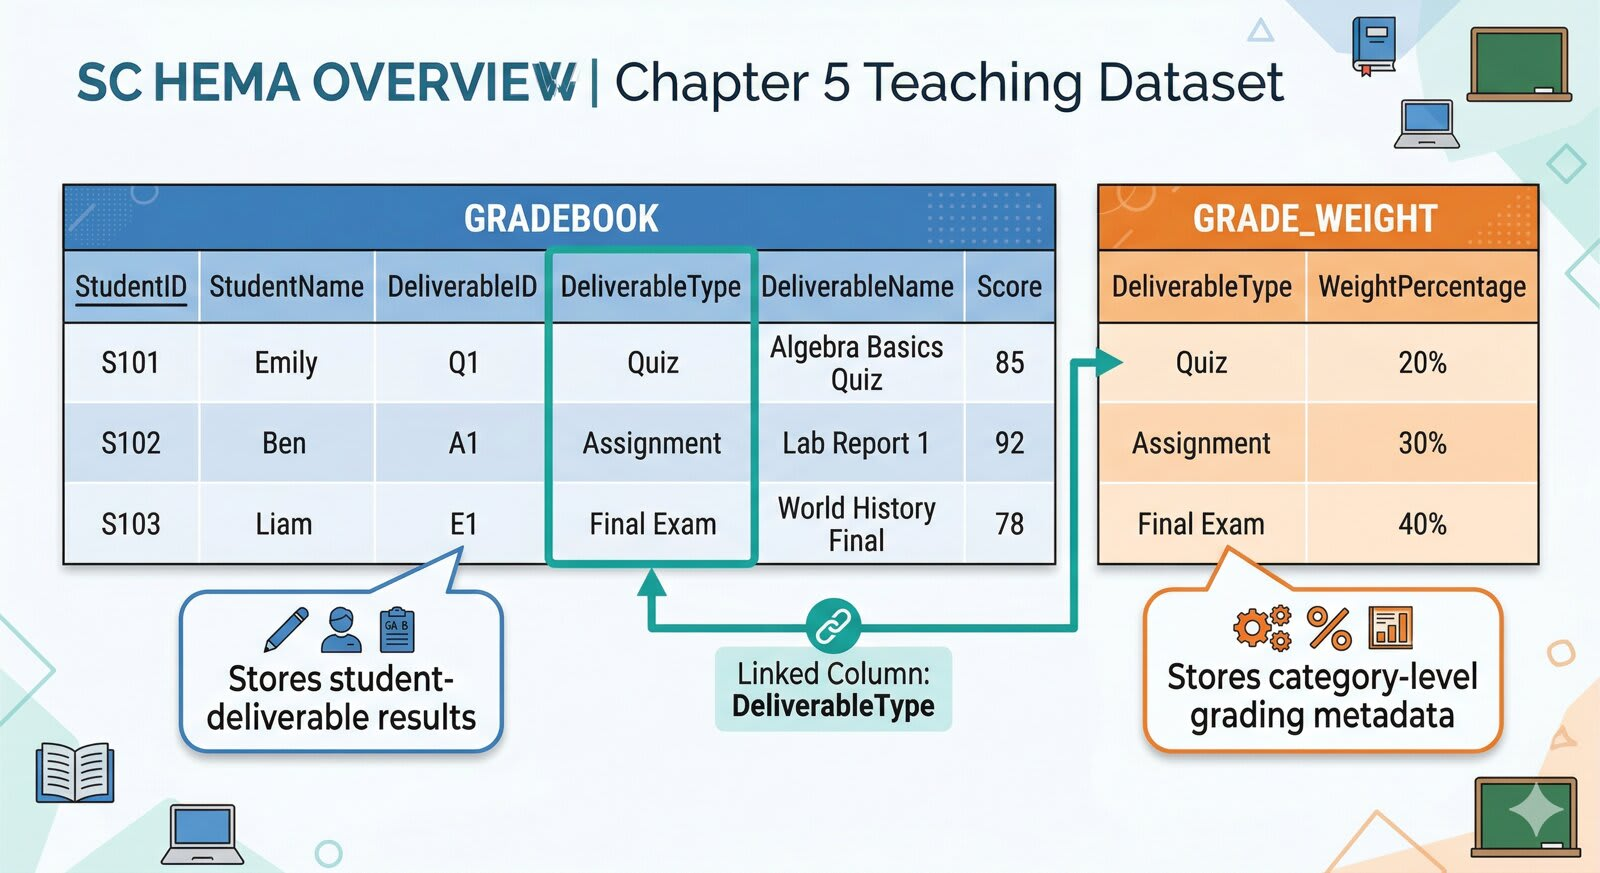 SC HEMA OVERVIEW | Chapter 5 Teaching Dataset
GRADEBOOK
StudentID StudentName DeliverableID DeliverableType DeliverableName Score
S101 Emily Q1 Quiz Algebra Basics Quiz 85
S102 Ben A1 Assignment Lab Report 1 92
S103 Liam E1 Final Exam World History Final 78
GRADE_WEIGHT
DeliverableType WeightPercentage
Quiz 20%
Assignment 30%
Final Exam 40%
GA B
Stores student-
deliverable results
Linked Column:
DeliverableType
%
Stores category-level
grading metadata